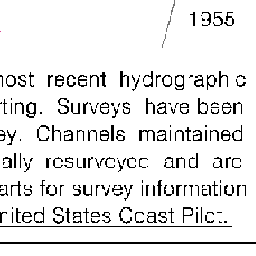 1955
most recent hydrographic
rting. Surveys have been
ey. Channels maintained
ally resurveyed and are
arts for survey information
nited States Coast Pilot.